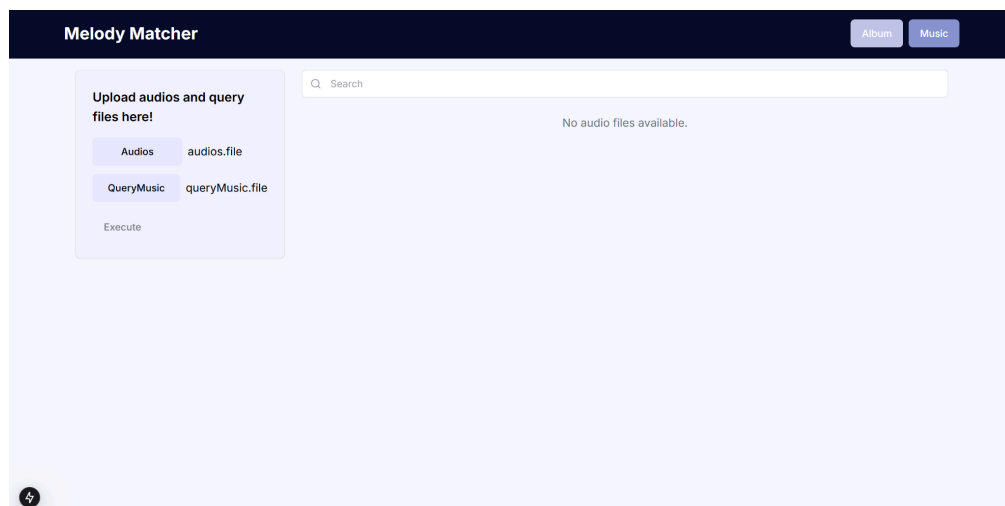 Melody Matcher
Album
Music
Upload audios and query
files here!
Audios
audios.file
QueryMusic
queryMusic.file
Execute
Search
No audio files available.